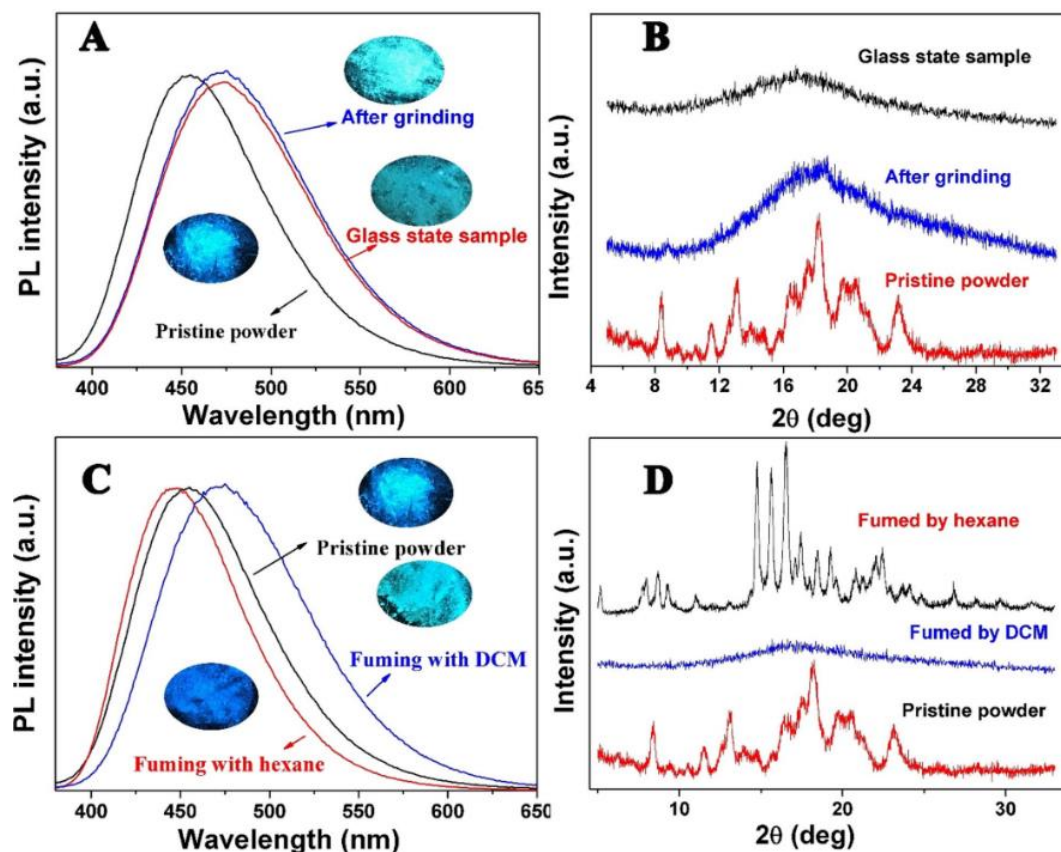 A
PL intensity (a.u.)
After grinding
Glass state sample
Pristine powder
400 450 500 550 600 650
Wavelength (nm)
B
Intensity (a.u.)
Glass state sample
After grinding
Pristine powder
4 8 12 16 20 24 28 32
2θ (deg)
C
PL intensity (a.u.)
Pristine powder
Fuming with DCM
Fuming with hexane
400 450 500 550 600 650
Wavelength (nm)
D
Intensity (a.u.)
Fumed by hexane
Fumed by DCM
Pristine powder
10 20 30
2θ (deg)